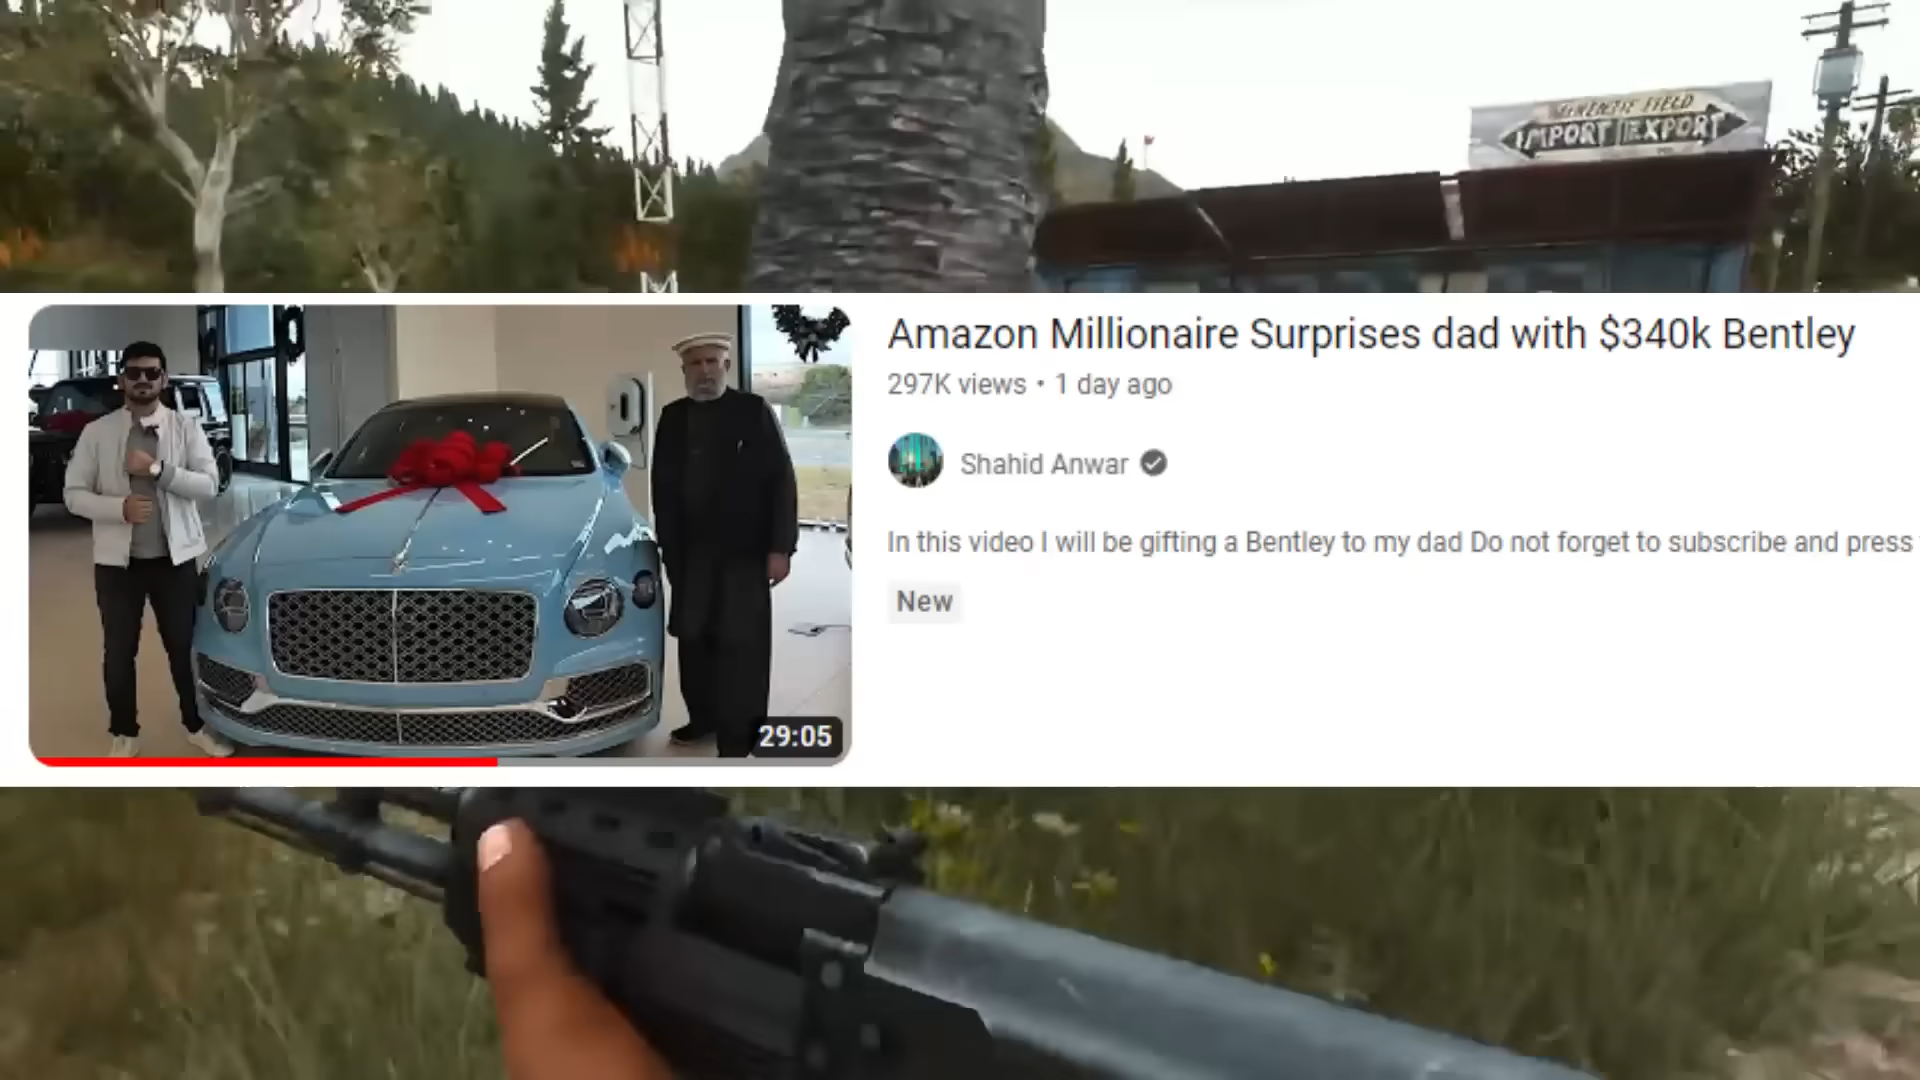 IMPORT EXPORT
Amazon Millionaire Surprises dad with $340k Bentley
297K views • 1 day ago
Shahid Anwar
In this video I will be gifting a Bentley to my dad Do not forget to subscribe and press
New
29:05